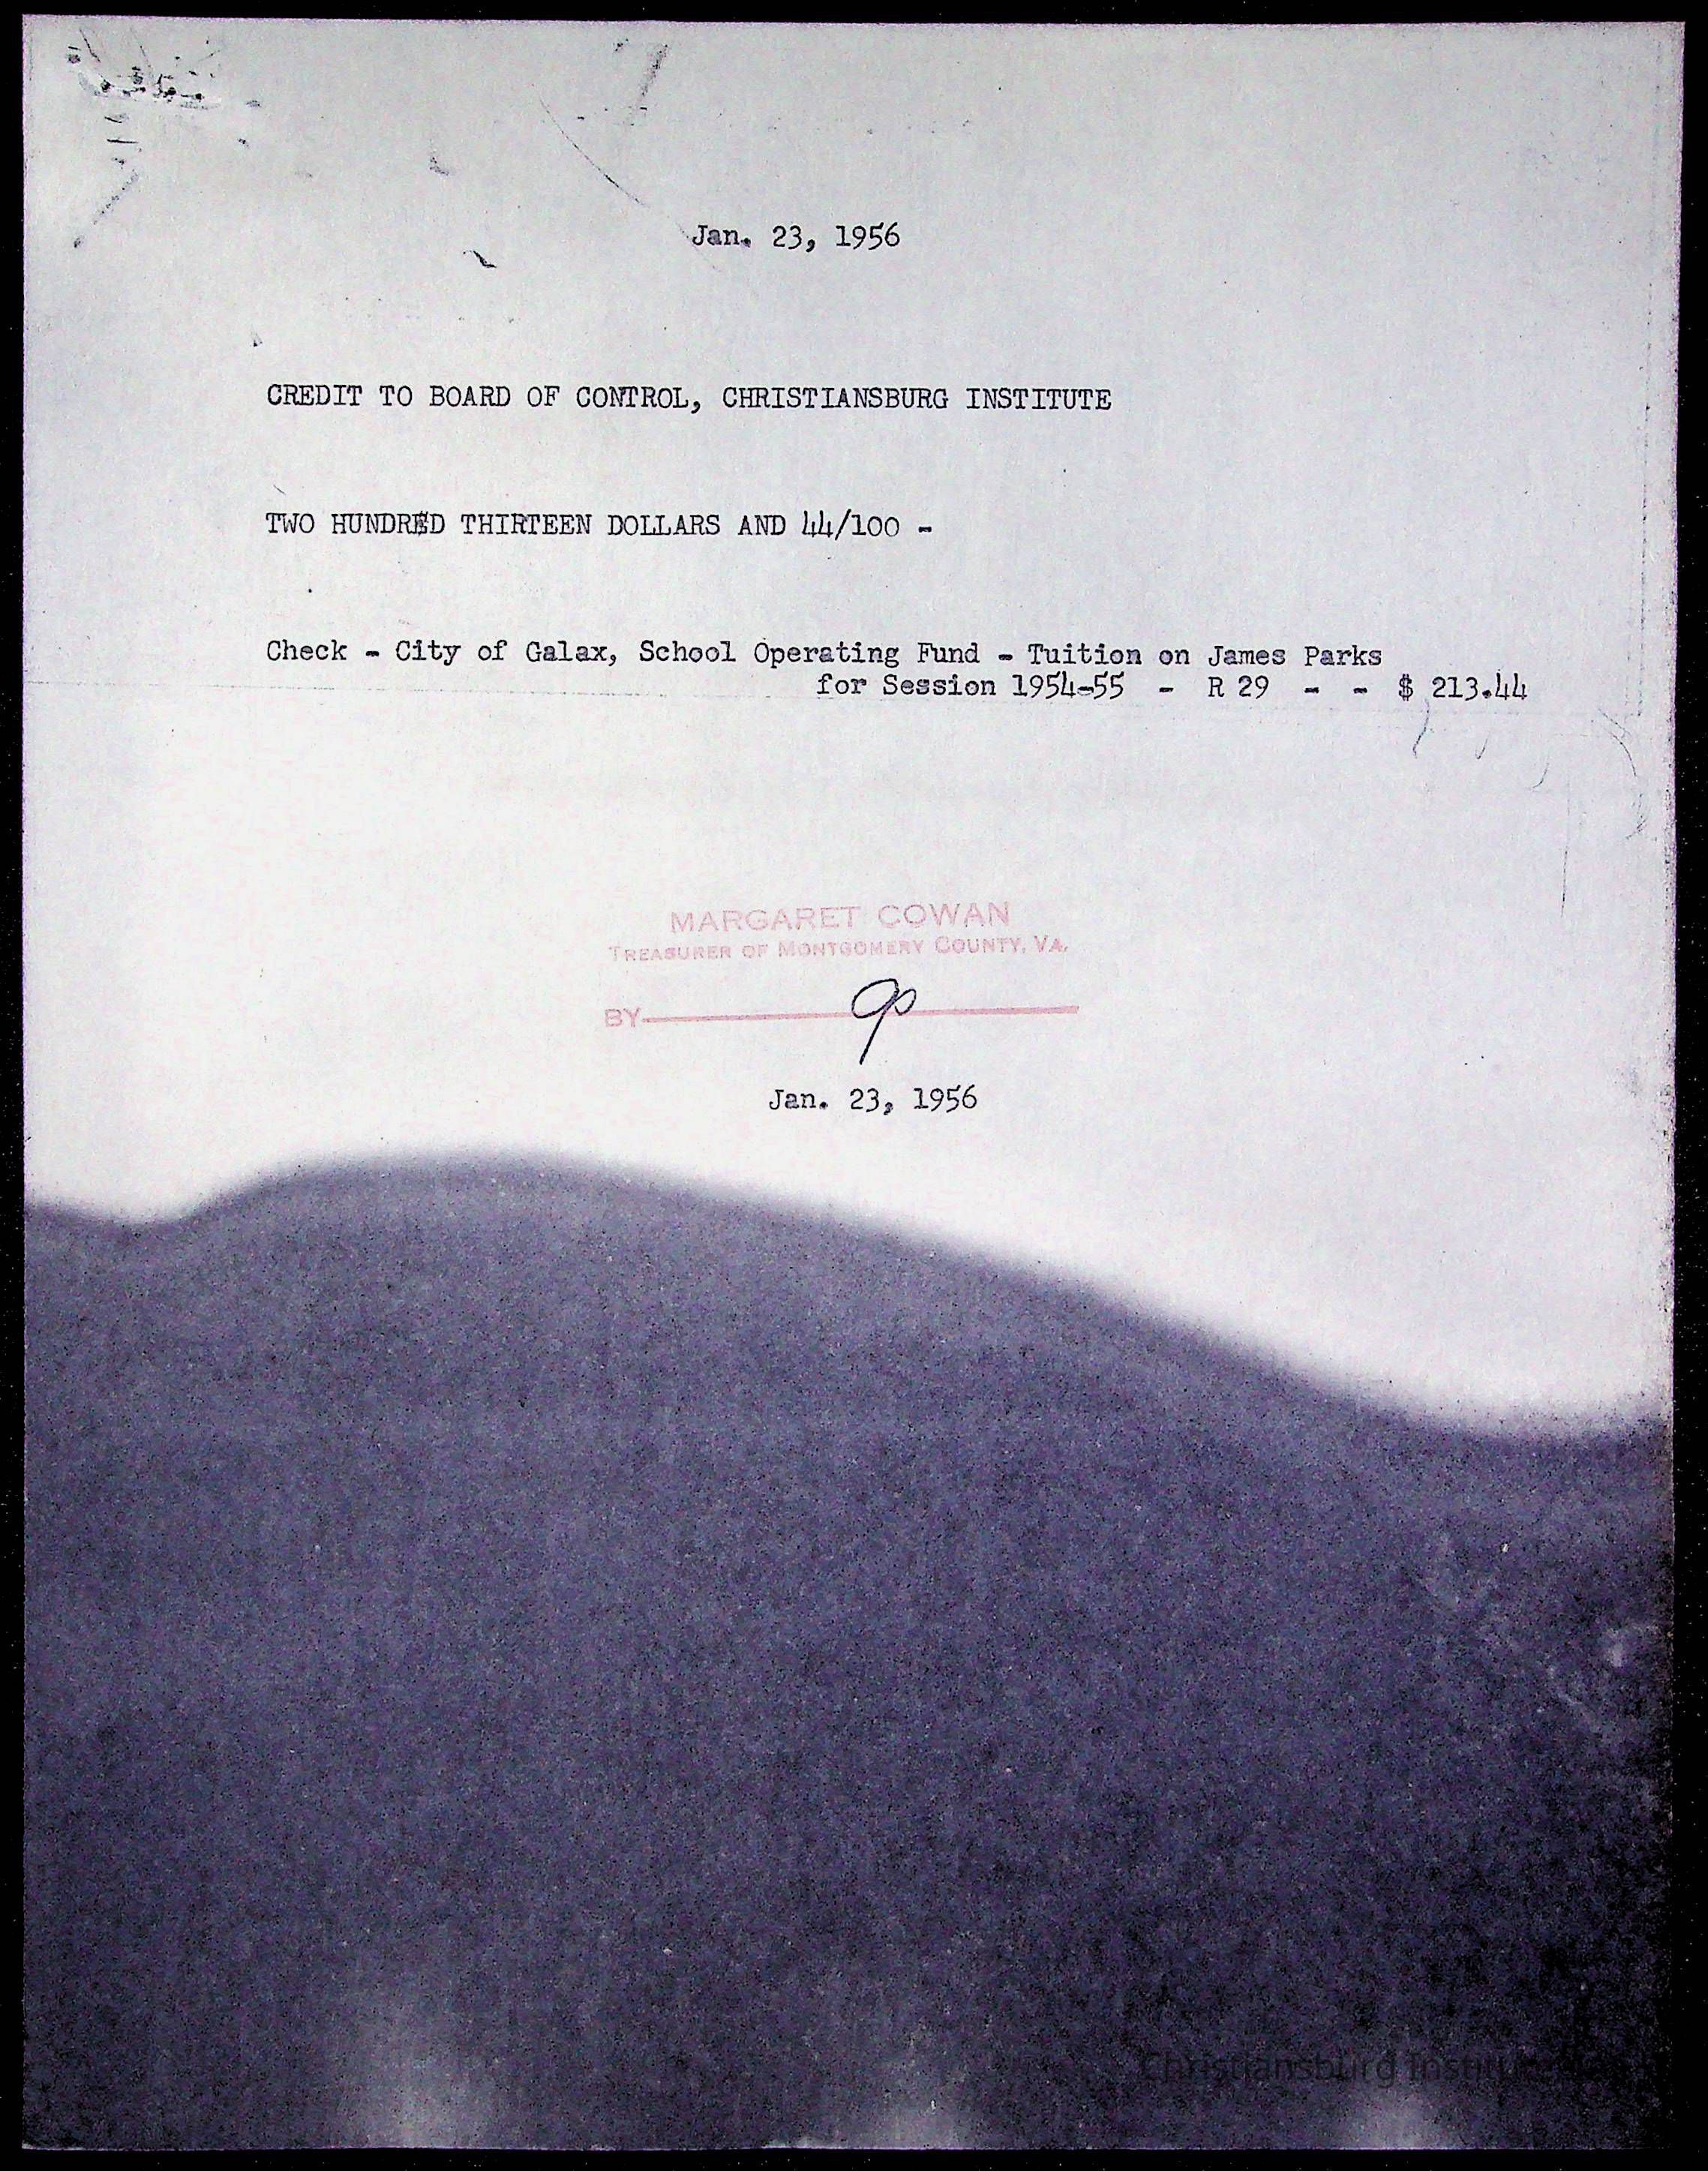 Jan. 23, 1956
CREDIT TO BOARD OF CONTROL, CHRISTIANSBURG INSTITUTE
TWO HUNDRED THIRTEEN DOLLARS AND 44/100 -
Check - City of Galax, School Operating Fund - Tuition on James Parks
for Session 1954-55 - R 29 - - $ 213.44
MARGARET COWAN
TREASURER OF MONTGOMERY COUNTY, VA.
BY
Jan. 23, 1956
Christiansburg